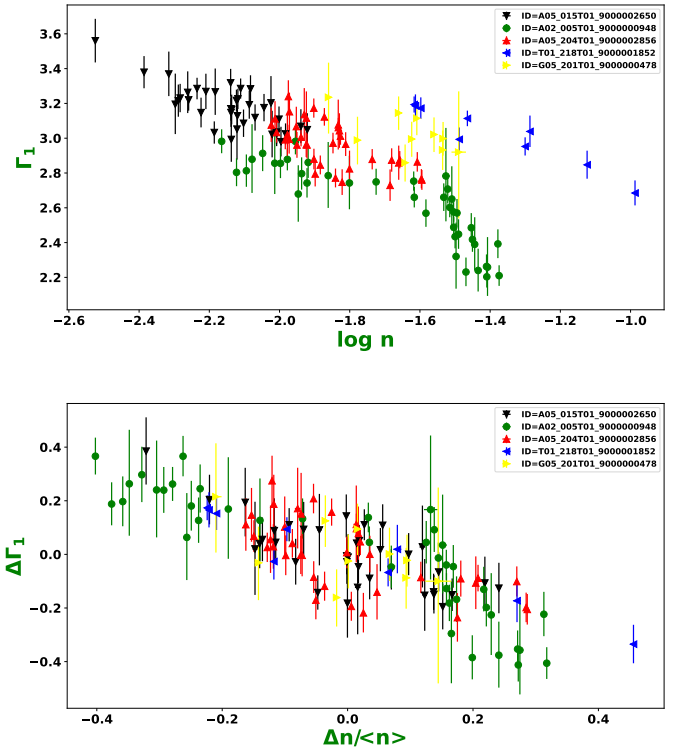 3.6
3.4
3.2
3.0
2.8
2.6
2.4
2.2
Γ1
ID=A05_015T01_9000002650
ID=A02_005T01_9000000948
ID=A05_204T01_9000002856
ID=T01_218T01_9000001852
ID=G05_201T01_9000000478
−2.6 −2.4 −2.2 −2.0 −1.8 −1.6 −1.4 −1.2 −1.0
log n
0.4
0.2
0.0
−0.2
−0.4
ΔΓ1
ID=A05_015T01_9000002650
ID=A02_005T01_9000000948
ID=A05_204T01_9000002856
ID=T01_218T01_9000001852
ID=G05_201T01_9000000478
−0.4 −0.2 0.0 0.2 0.4
Δn/<n>